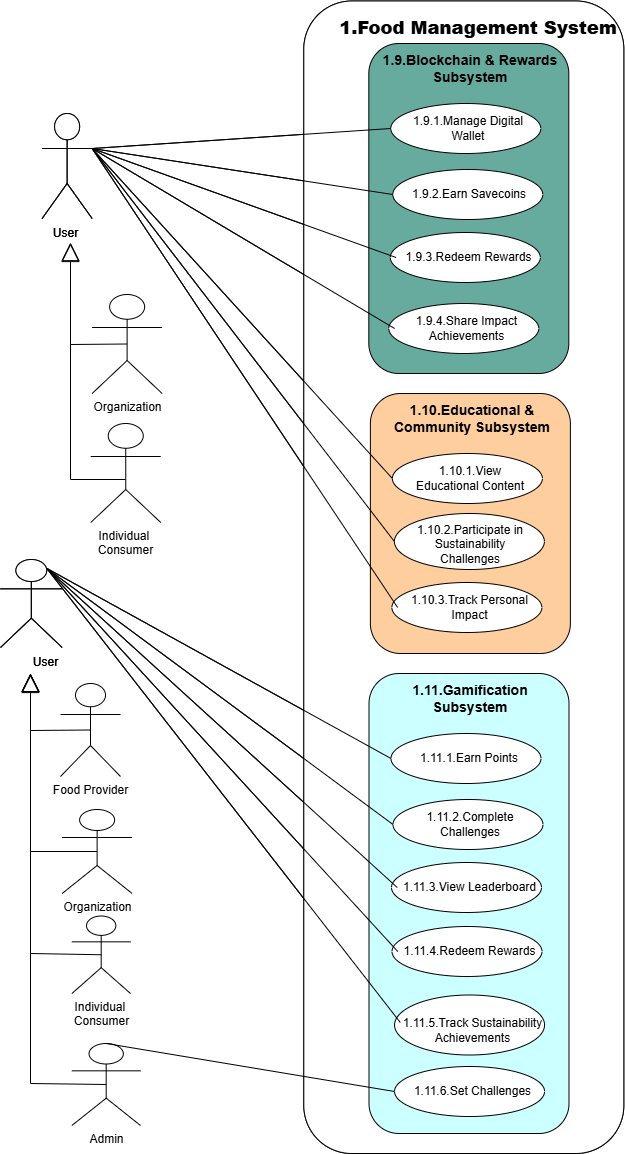 1.Food Management System
1.9.Blockchain & Rewards
Subsystem
1.9.1.Manage Digital
Wallet
1.9.2.Earn Savecoins
1.9.3.Redeem Rewards
1.9.4.Share Impact
Achievements
User
Organization
Individual
Consumer
1.10.Educational &
Community Subsystem
1.10.1.View
Educational Content
1.10.2.Participate in
Sustainability
Challenges
1.10.3.Track Personal
Impact
User
Food Provider
Organization
Individual
Consumer
Admin
1.11.Gamification
Subsystem
1.11.1.Earn Points
1.11.2.Complete
Challenges
1.11.3.View Leaderboard
1.11.4.Redeem Rewards
1.11.5.Track Sustainability
Achievements
1.11.6.Set Challenges